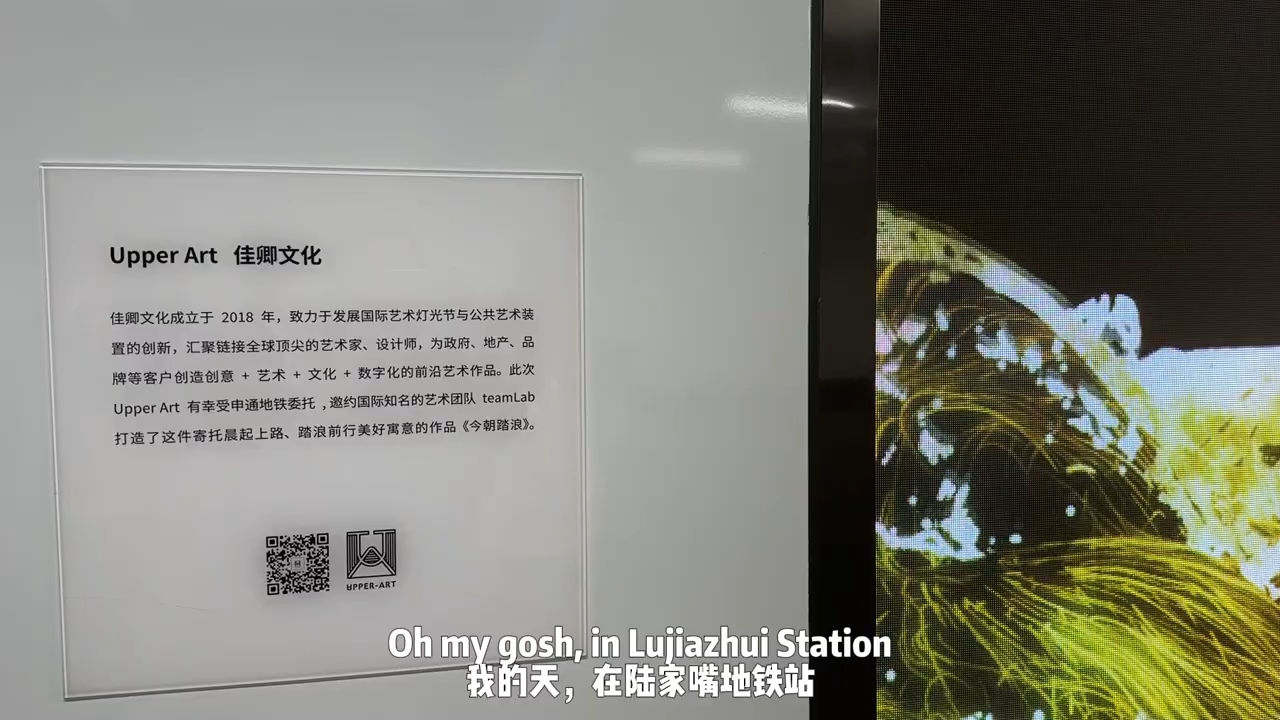 Upper Art 佳卿文化
佳卿文化成立于 2018 年，致力于发展国际艺术灯光节与公共艺术装
置的创新，汇聚链接全球顶尖的艺术家、设计师，为政府、地产、品
牌等客户创造创意 + 艺术 + 文化 + 数字化的前沿艺术作品。此次
Upper Art 有幸受申通地铁委托 , 邀约国际知名的艺术团队 teamLab
打造了这件寄托晨起上路、踏浪前行美好寓意的作品《今朝踏浪》。
UPPER-ART
Oh my gosh, in Lujiazhui Station
我的天，在陆家嘴地铁站